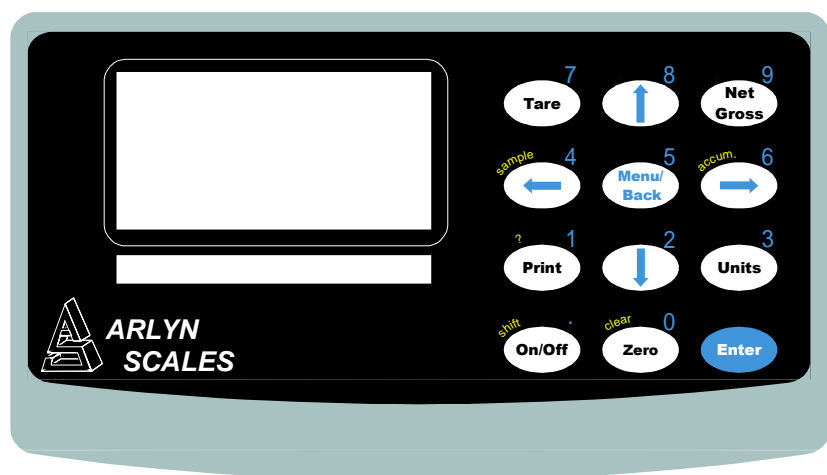 7 8 9
Tare Net
Gross
sample 4 5 accum. 6
Menu/
Back
? 1 2 3
Print Units
ARLYN
SCALES
shift . clear 0
On/Off Zero Enter